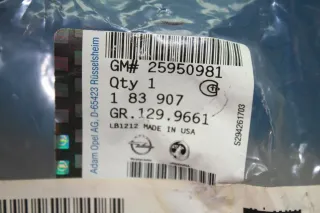 GM# 25950981
Qty 1
1 83 907
GR.129.9661
LB1212 MADE IN USA
Adam Opel AG, D-65423 Rüsselsheim
S294261703